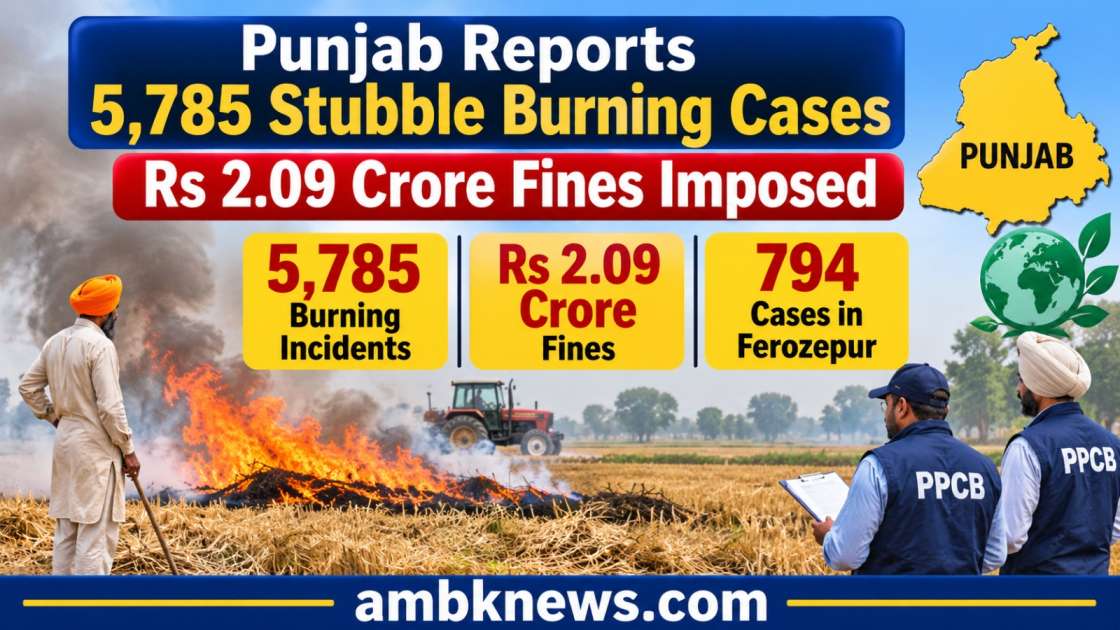 Punjab Reports
5,785 Stubble Burning Cases
Rs 2.09 Crore Fines Imposed
PUNJAB
5,785
Burning
Incidents
Rs 2.09
Crore
Fines
794
Cases in
Ferozepur
PPCB
PPCB
ambknews.com